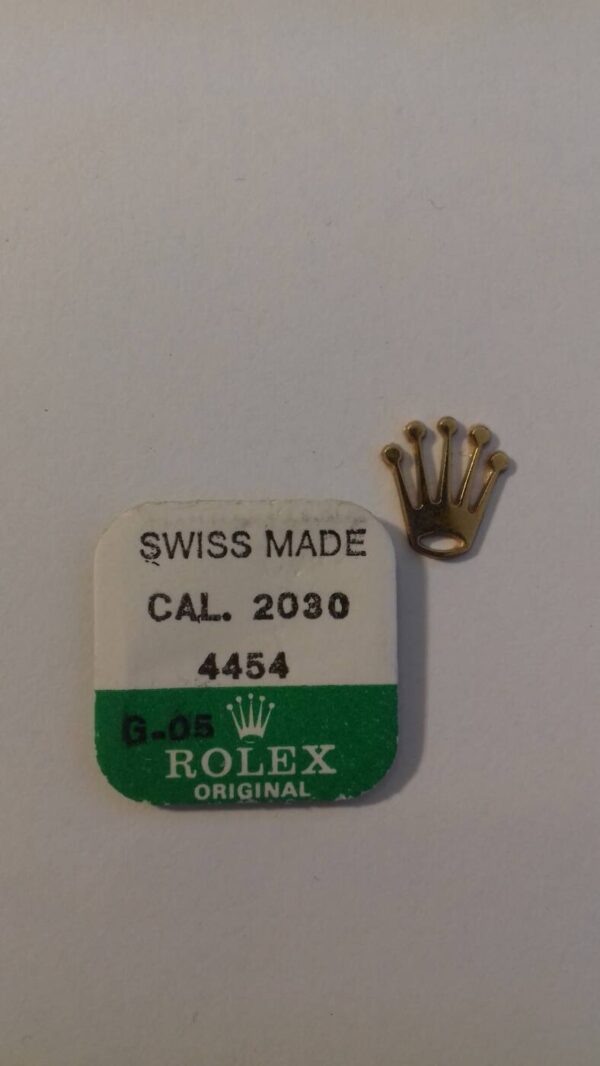 SWISS MADE
CAL. 2030
4454
G-05
ROLEX
ORIGINAL